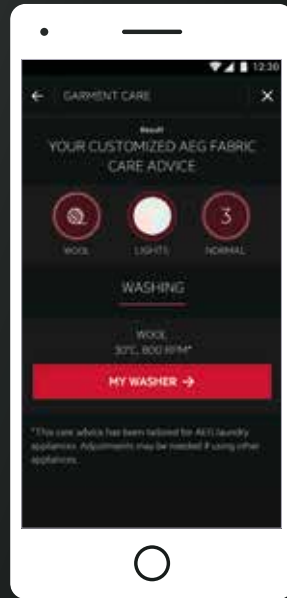 12:30
GARMENT CARE
Result
YOUR CUSTOMIZED AEG FABRIC
CARE ADVICE
3
WOOL LIGHTS NORMAL
WASHING
WOOL
30°C, 800 RPM*
MY WASHER →
*This care advice has been tailored for AEG laundry
appliances. Adjustments may be needed if using other
appliances.